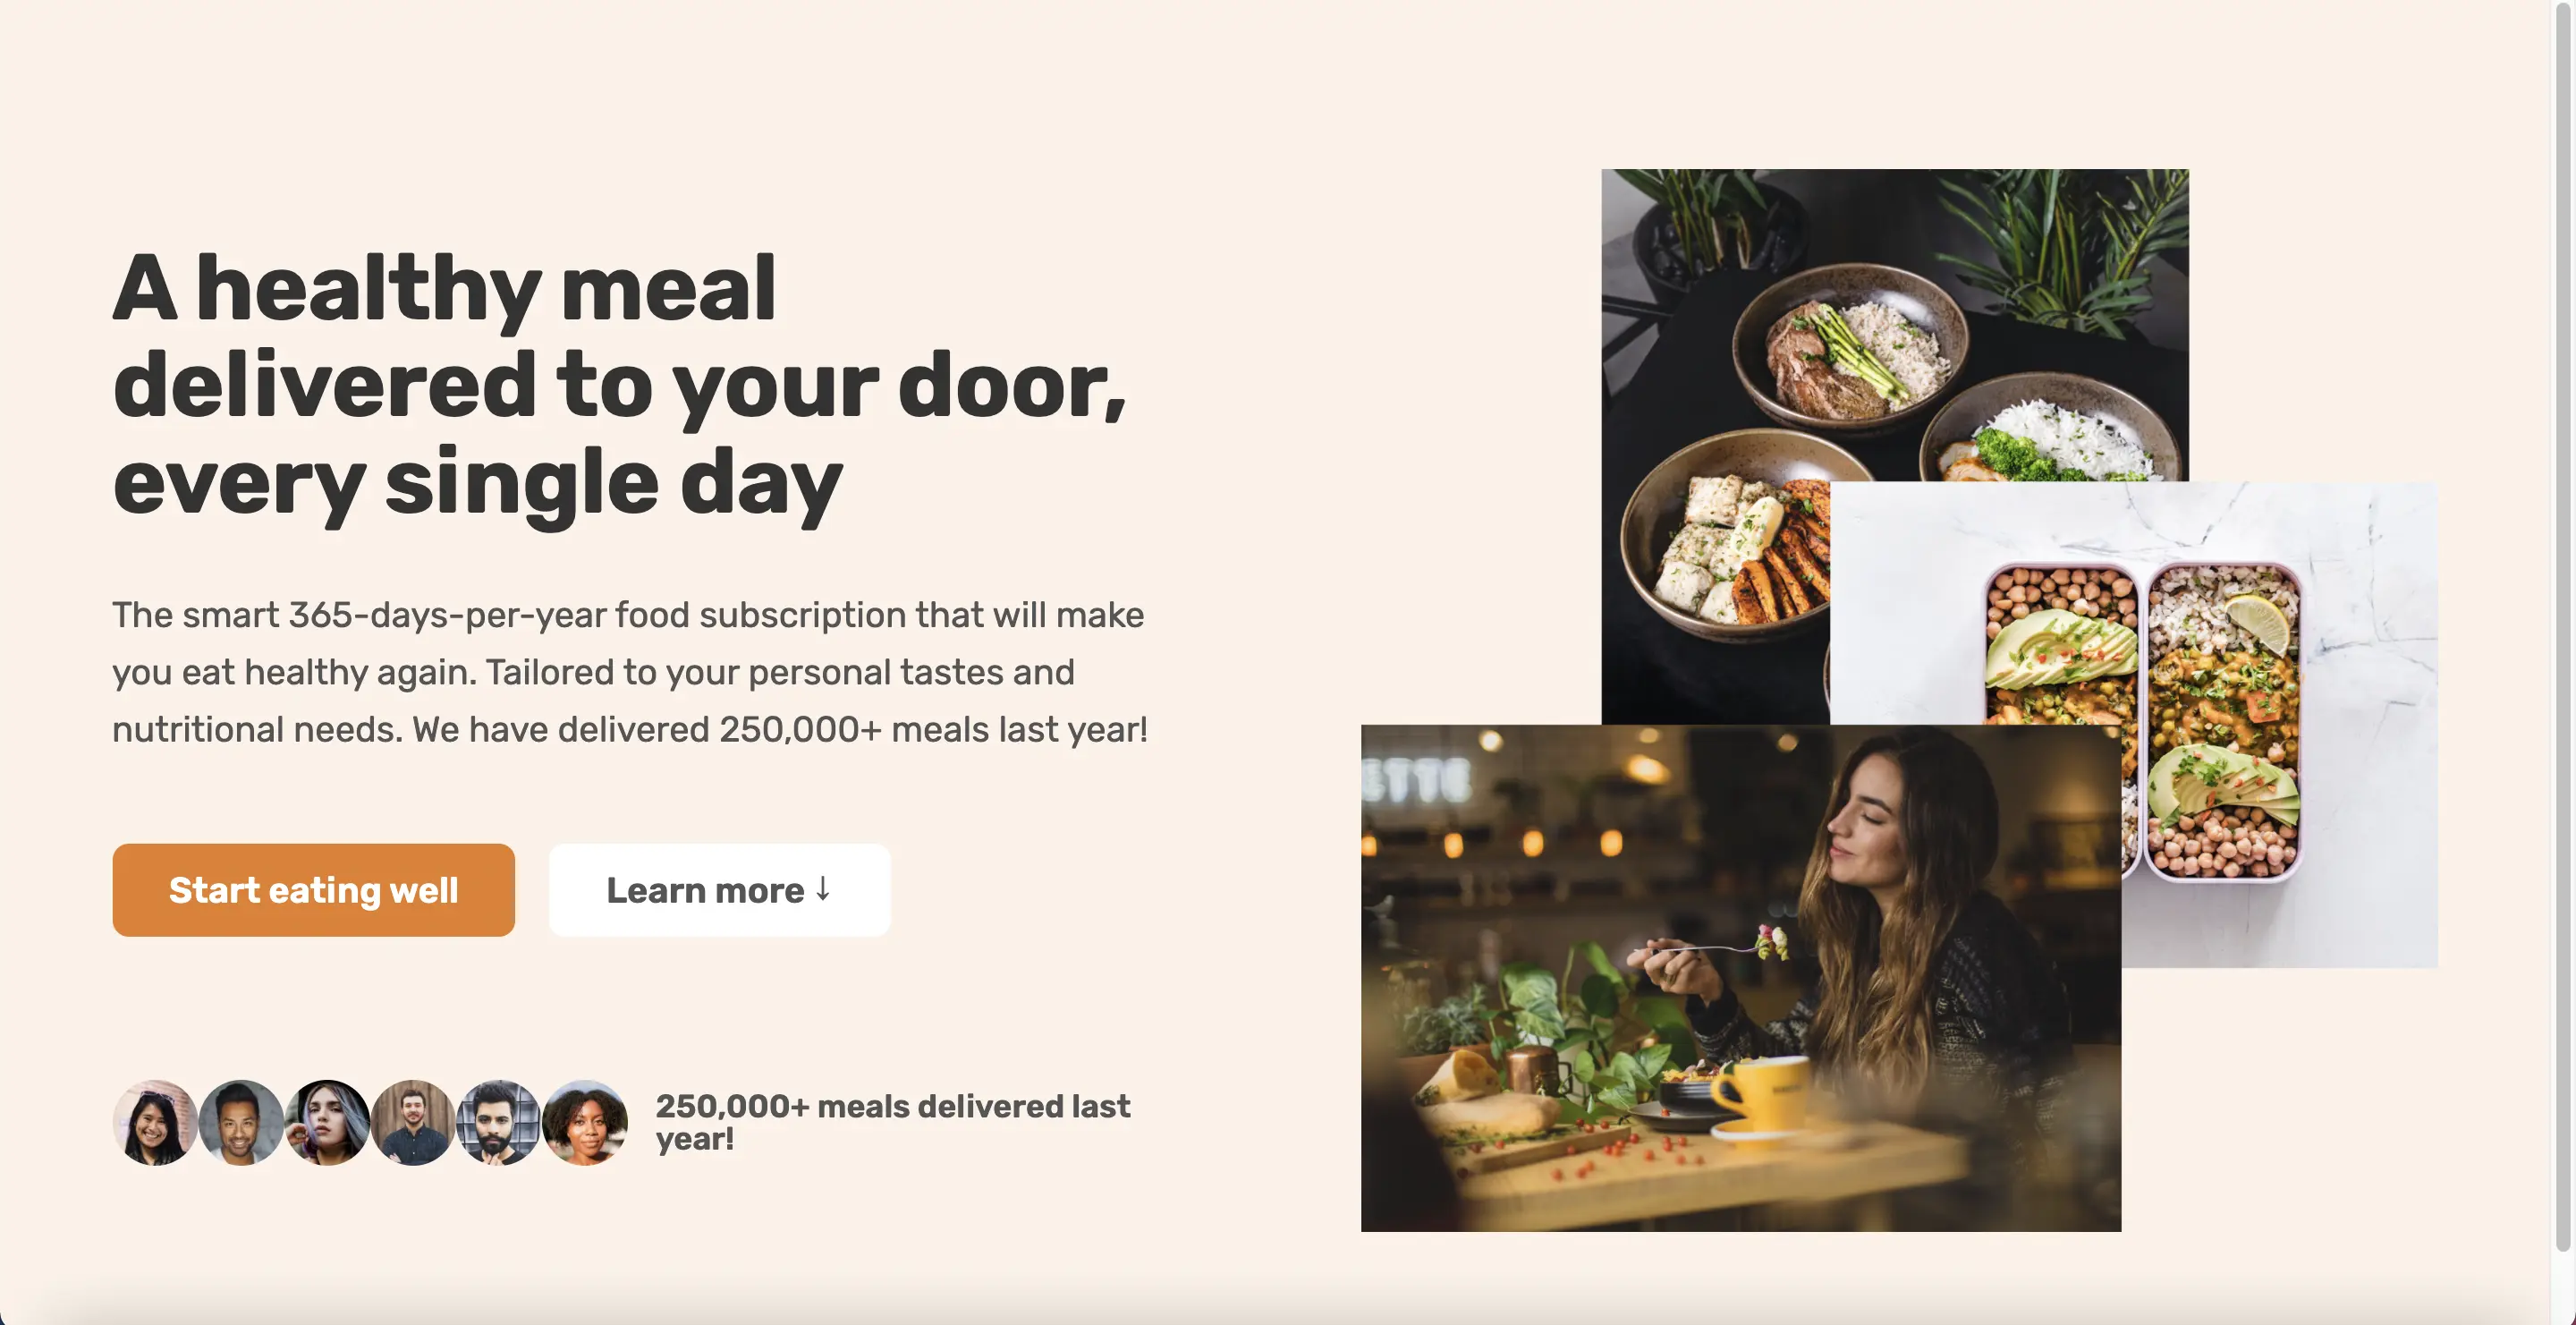 A healthy meal
delivered to your door,
every single day
The smart 365-days-per-year food subscription that will make
you eat healthy again. Tailored to your personal tastes and
nutritional needs. We have delivered 250,000+ meals last year!
Start eating well
Learn more ↓
250,000+ meals delivered last
year!
ETTE